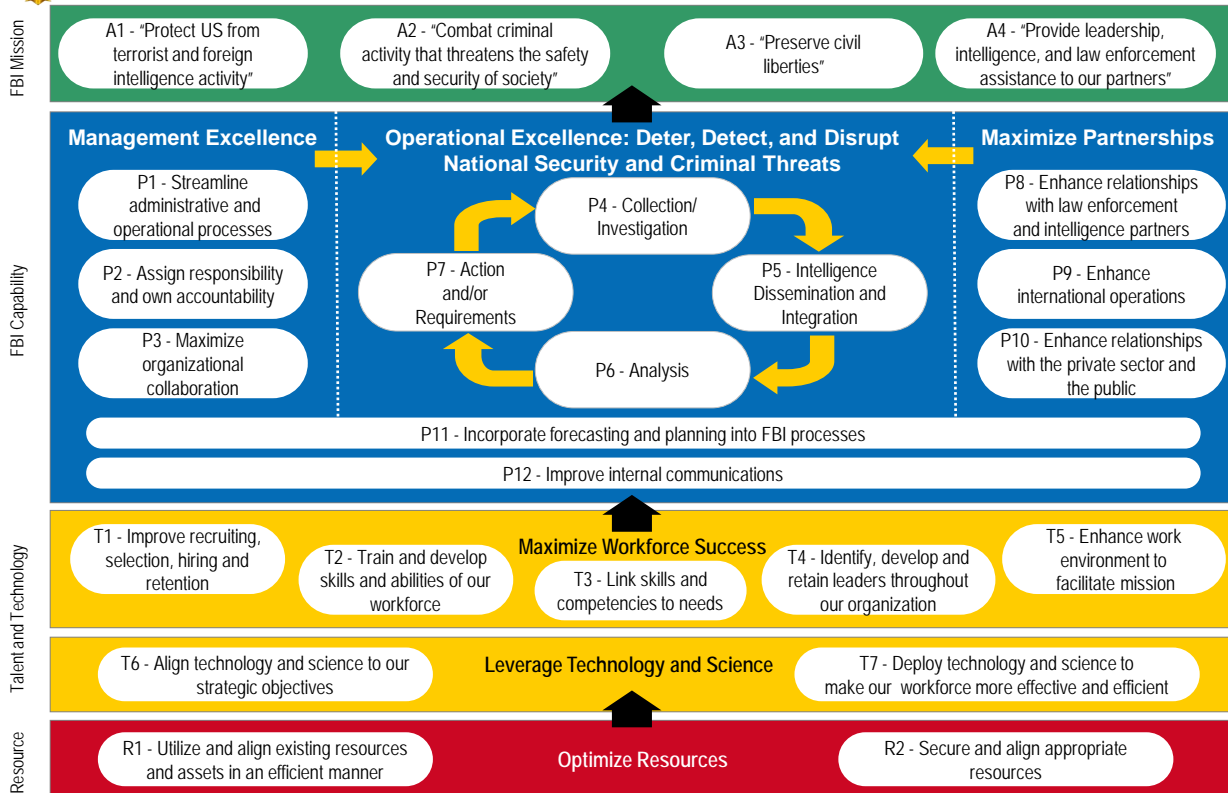 FBI Mission
A1 - “Protect US from
terrorist and foreign
intelligence activity”
A2 - “Combat criminal
activity that threatens the safety
and security of society”
A3 - “Preserve civil
liberties”
A4 - “Provide leadership,
intelligence, and law enforcement
assistance to our partners”
FBI Capability
Management Excellence
P1 - Streamline
administrative and
operational processes
P2 - Assign responsibility
and own accountability
P3 - Maximize
organizational
collaboration
Operational Excellence: Deter, Detect, and Disrupt
National Security and Criminal Threats
P4 - Collection/
Investigation
P5 - Intelligence
Dissemination and
Integration
P6 - Analysis
P7 - Action
and/or
Requirements
Maximize Partnerships
P8 - Enhance relationships
with law enforcement
and intelligence partners
P9 - Enhance
international operations
P10 - Enhance relationships
with the private sector and
the public
P11 - Incorporate forecasting and planning into FBI processes
P12 - Improve internal communications
Talent and Technology
Maximize Workforce Success
T1 - Improve recruiting,
selection, hiring and
retention
T2 - Train and develop
skills and abilities of our
workforce
T3 - Link skills and
competencies to needs
T4 - Identify, develop and
retain leaders throughout
our organization
T5 - Enhance work
environment to
facilitate mission
T6 - Align technology and science to our
strategic objectives
Leverage Technology and Science
T7 - Deploy technology and science to
make our workforce more effective and efficient
Resource
R1 - Utilize and align existing resources
and assets in an efficient manner
Optimize Resources
R2 - Secure and align appropriate
resources